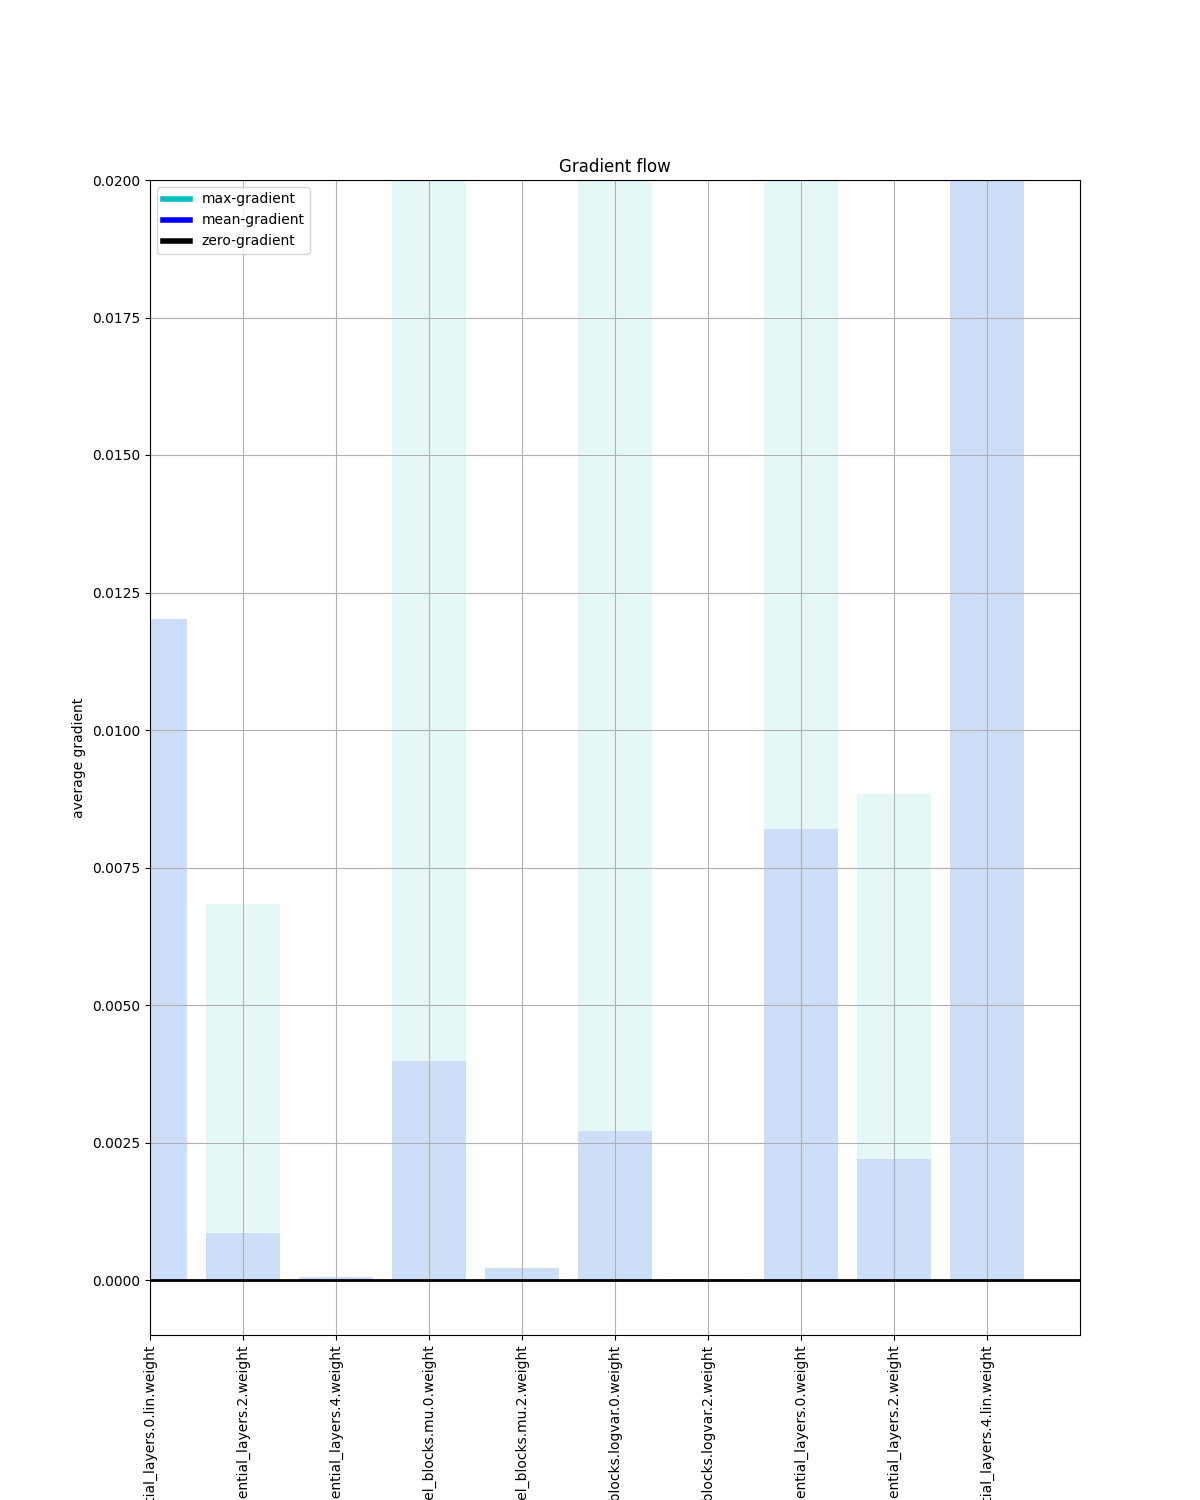 Gradient flow
max-gradient
mean-gradient
zero-gradient
0.0200
0.0175
0.0150
0.0125
0.0100
0.0075
0.0050
0.0025
0.0000
average gradient
tial_layers.0.lin.weight
ential_layers.2.weight
ential_layers.4.weight
el_blocks.mu.0.weight
el_blocks.mu.2.weight
blocks.logvar.0.weight
blocks.logvar.2.weight
ential_layers.0.weight
ential_layers.2.weight
tial_layers.4.lin.weight